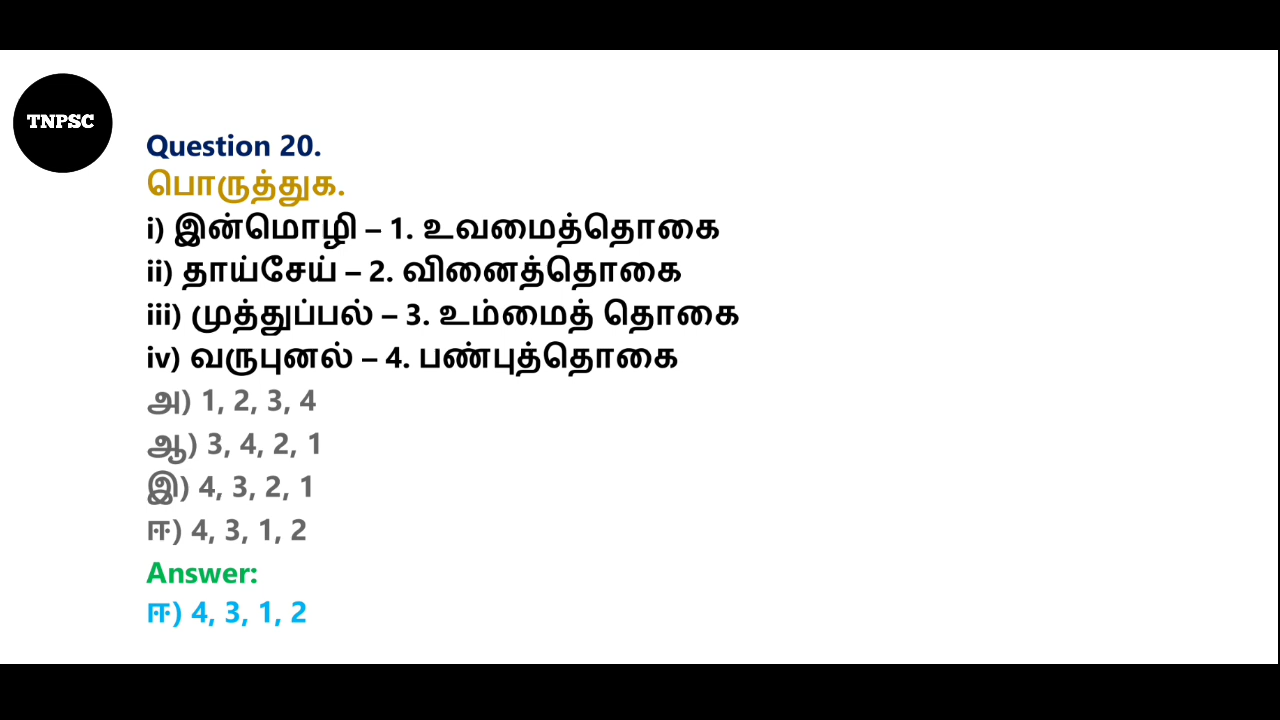 TNPSC
Question 20.
பொருத்துக.
i) இன்மொழி – 1. உவமைத்தொகை
ii) தாய்சேய் – 2. வினைத்தொகை
iii) முத்துப்பல் – 3. உம்மைத் தொகை
iv) வருபுனல் – 4. பண்புத்தொகை
அ) 1, 2, 3, 4
ஆ) 3, 4, 2, 1
இ) 4, 3, 2, 1
ஈ) 4, 3, 1, 2
Answer:
ஈ) 4, 3, 1, 2